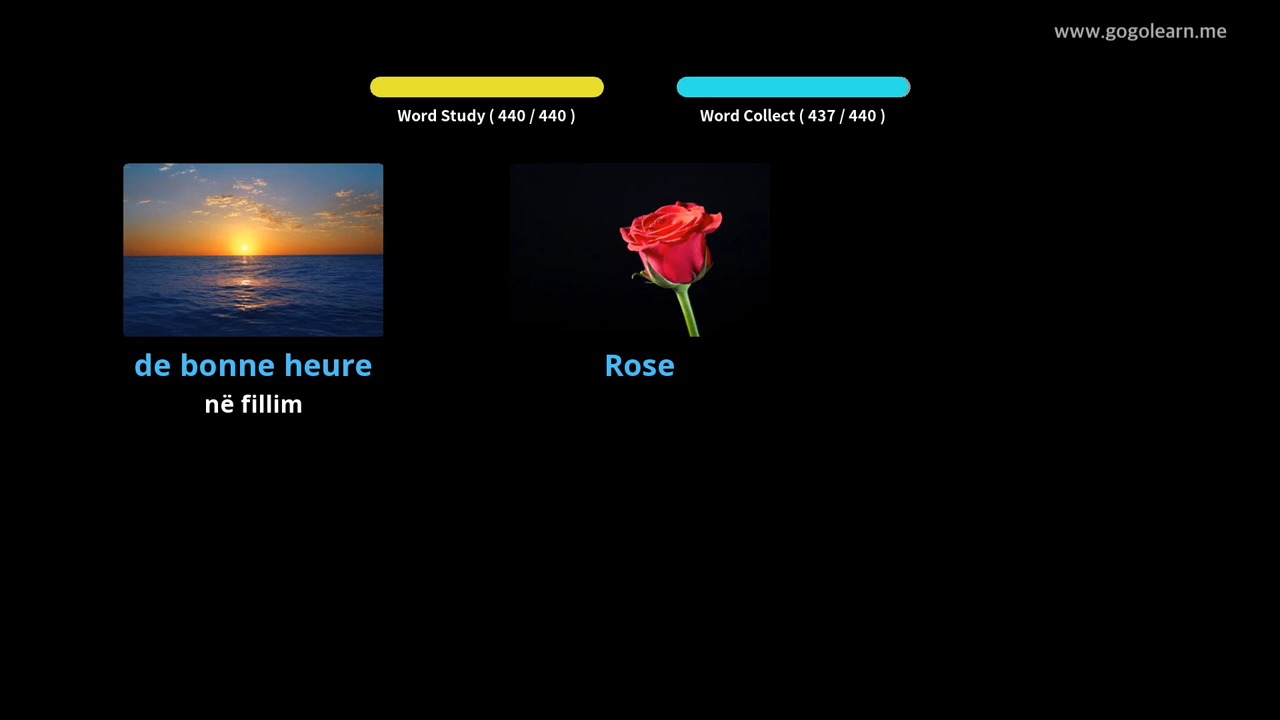 www.gogolearn.me
Word Study ( 440 / 440 )
Word Collect ( 437 / 440 )
de bonne heure
në fillim
Rose